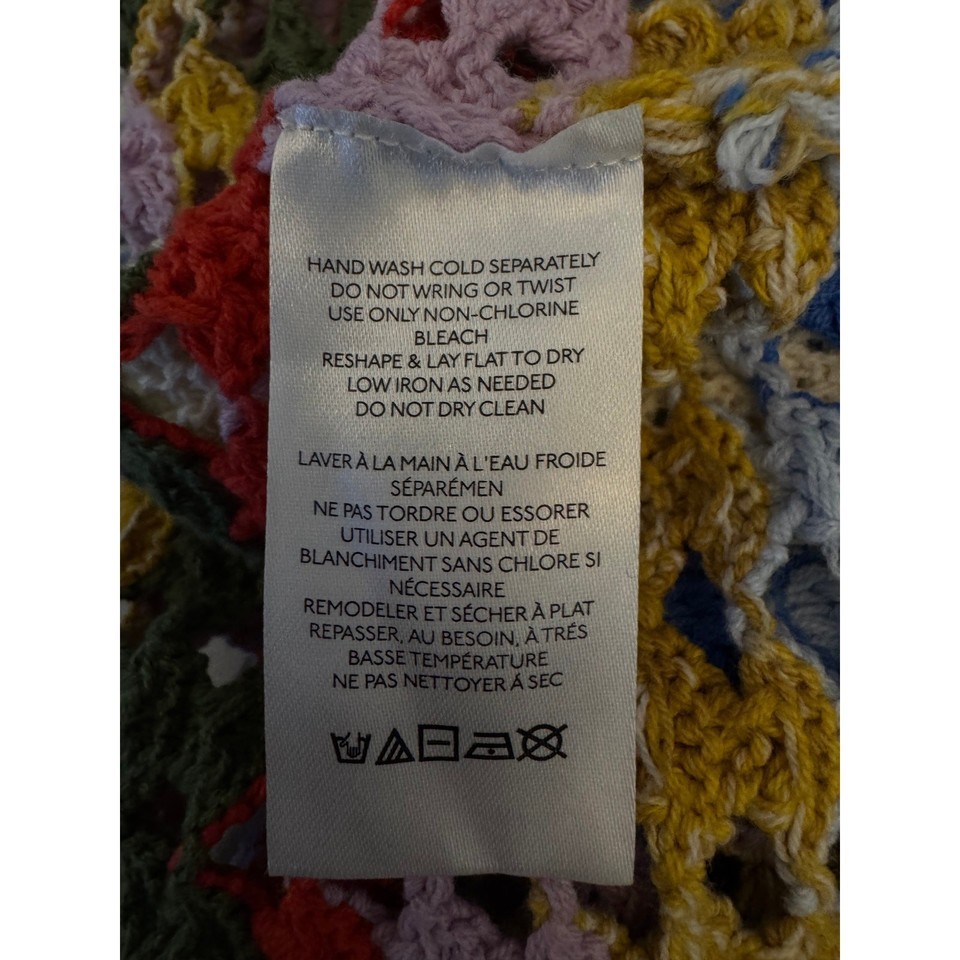 HAND WASH COLD SEPARATELY
DO NOT WRING OR TWIST
USE ONLY NON-CHLORINE
BLEACH
RESHAPE & LAY FLAT TO DRY
LOW IRON AS NEEDED
DO NOT DRY CLEAN
LAVER À LA MAIN À L'EAU FROIDE
SÉPARÉMEN
NE PAS TORDRE OU ESSORER
UTILISER UN AGENT DE
BLANCHIMENT SANS CHLORE SI
NÉCESSAIRE
REMODELER ET SÉCHER À PLAT
REPASSER, AU BESOIN, À TRÉS
BASSE TEMPÉRATURE
NE PAS NETTOYER Á SEC